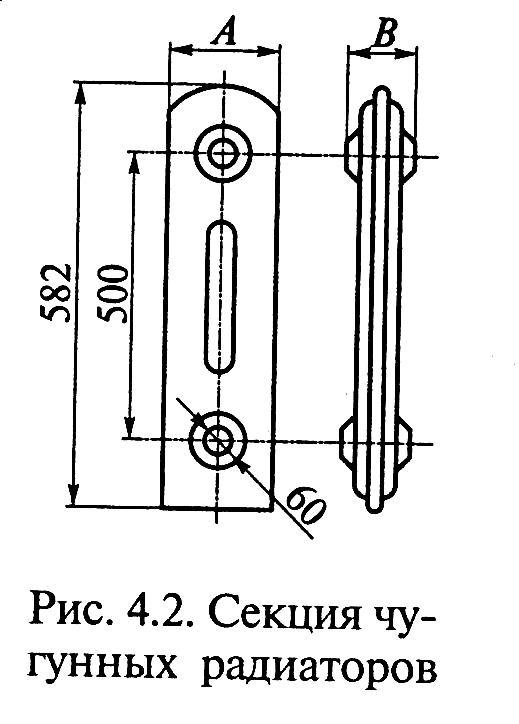 A
B
582
500
60
Рис. 4.2. Секция чу-
гунных радиаторов